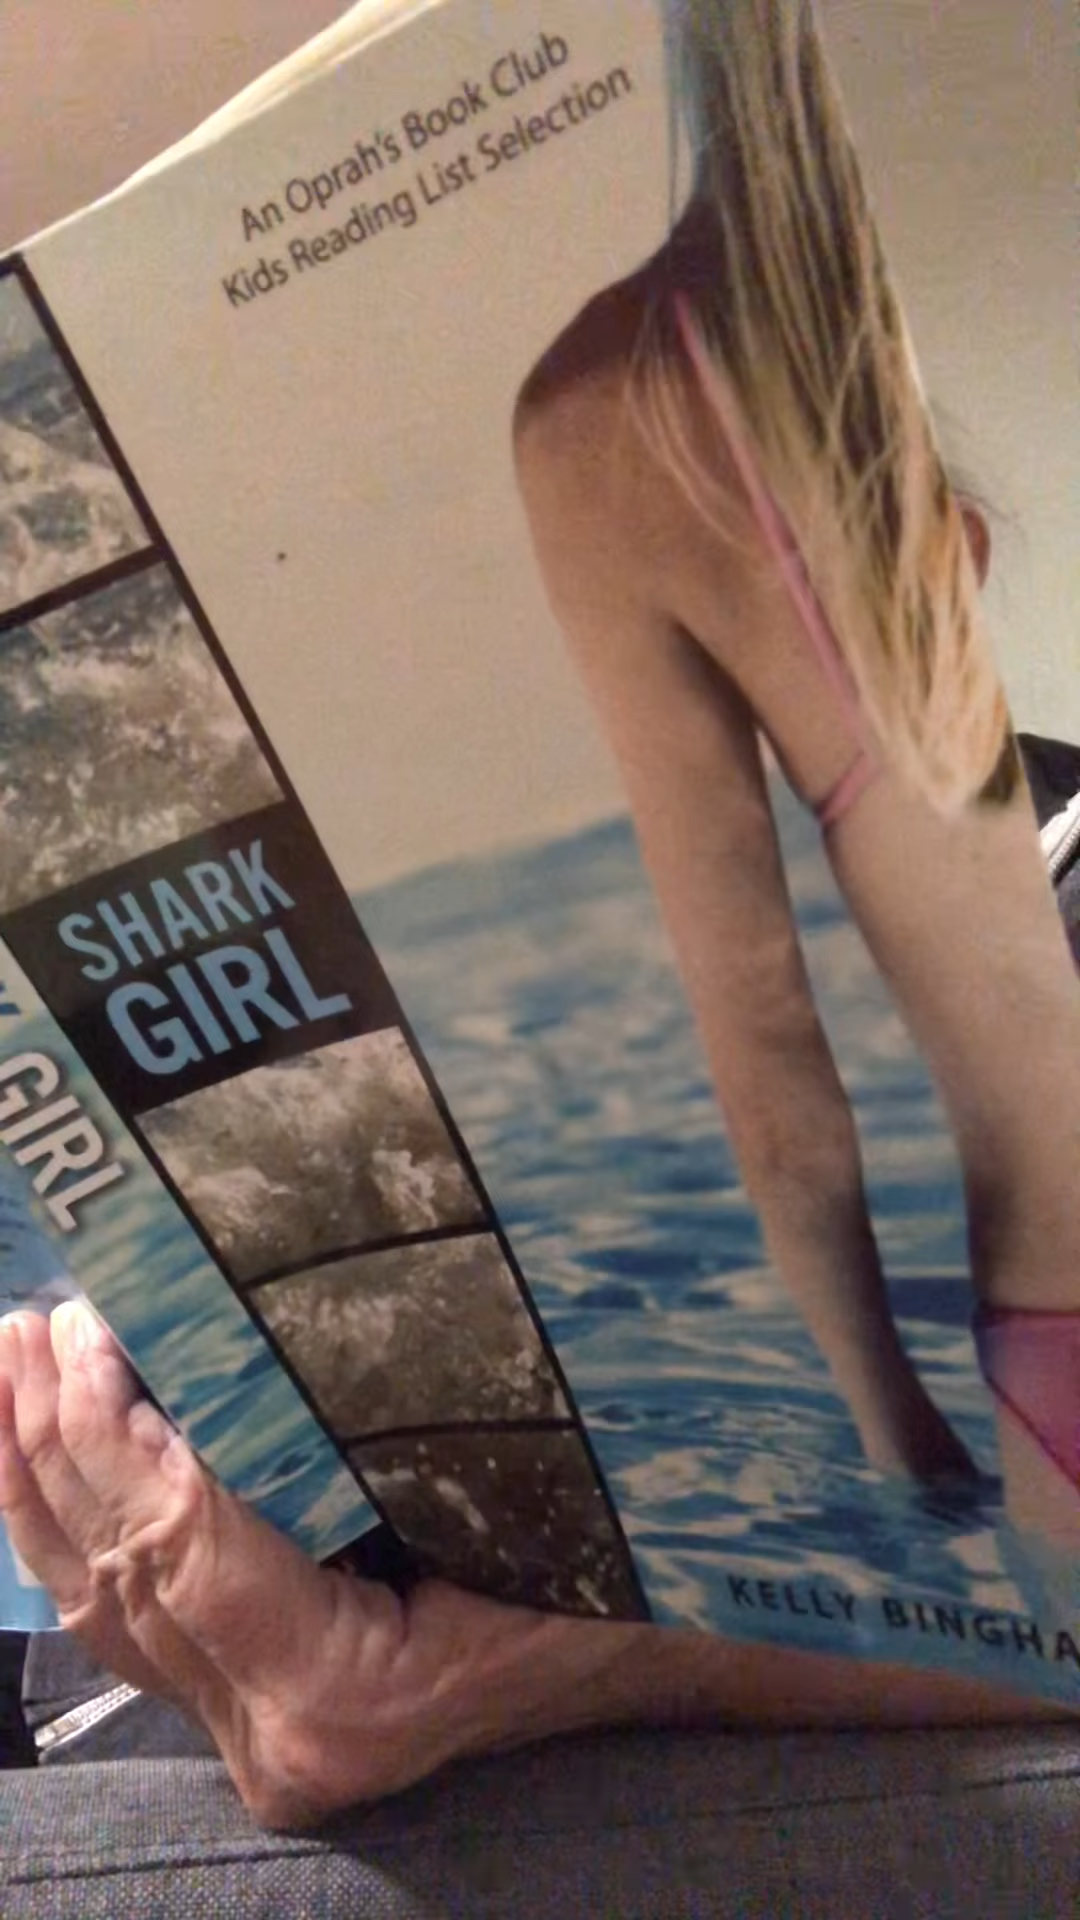 An Oprah's Book Club
Kids Reading List Selection
SHARK
GIRL
GIRL
KELLY BINGHA